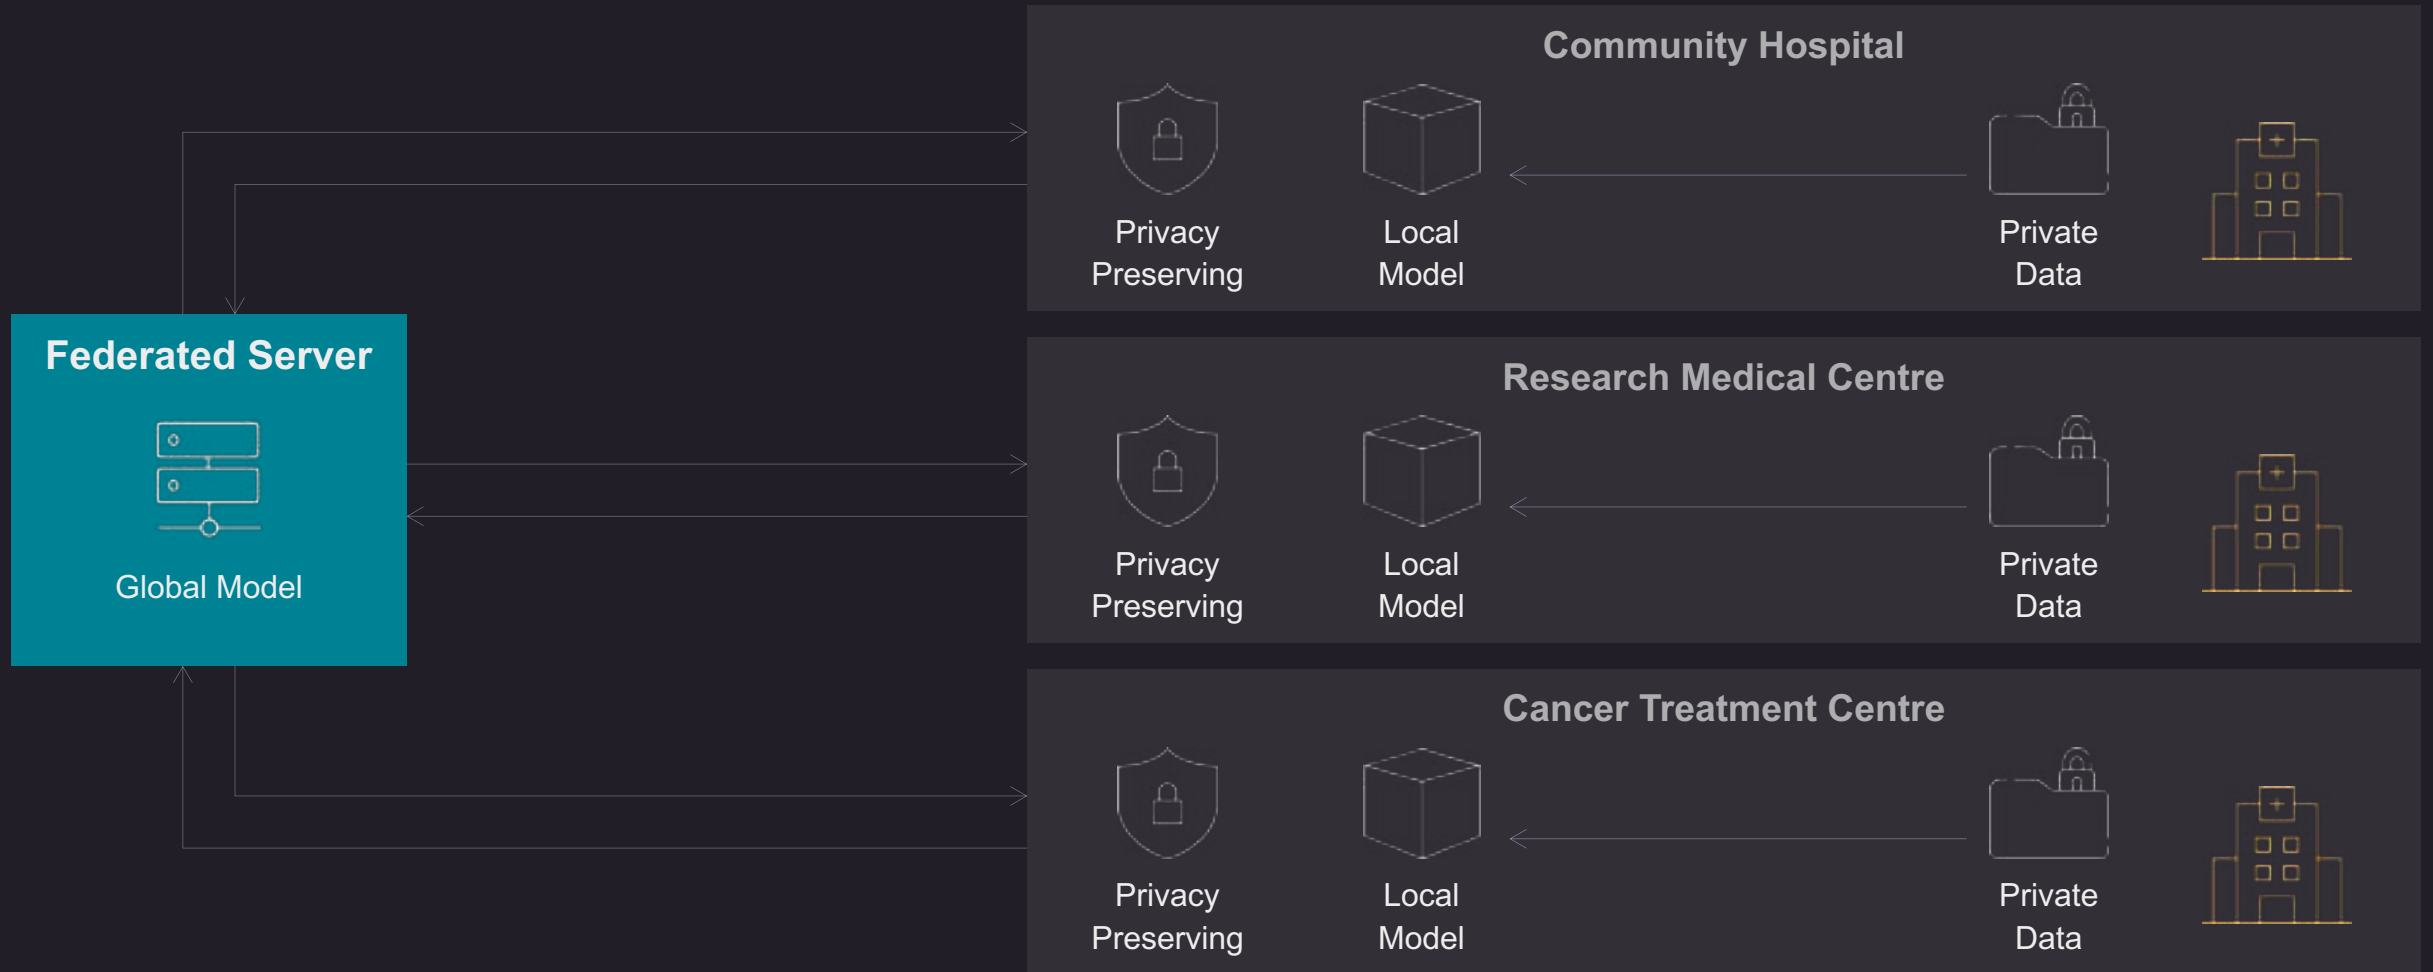 Federated Server
Global Model
Community Hospital
Privacy
Preserving
Local
Model
Private
Data
Research Medical Centre
Privacy
Preserving
Local
Model
Private
Data
Cancer Treatment Centre
Privacy
Preserving
Local
Model
Private
Data